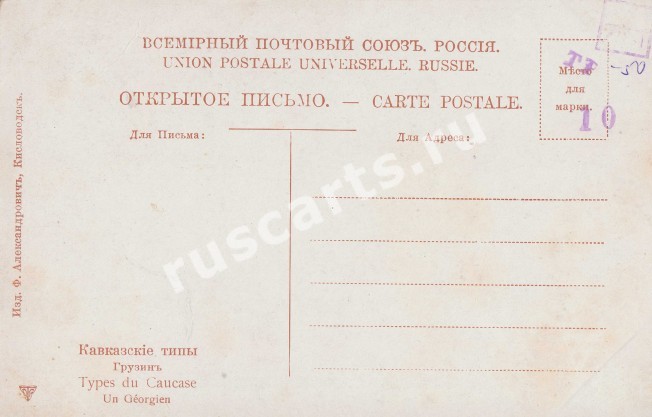 ВСЕМІРНЫЙ ПОЧТОВЫЙ СОЮЗЪ. РОССІЯ.
UNION POSTALE UNIVERSELLE. RUSSIE.
ОТКРЫТОЕ ПИСЬМО. — CARTE POSTALE.
Мѣсто
для
марки.
10
-50
Для Письма:
Для Адреса:
Изд. Ф. Александровичъ, Кисловодскъ.
ruscarts.ru
Кавказскіе типы
Грузинъ
Types du Caucase
Un Géorgien